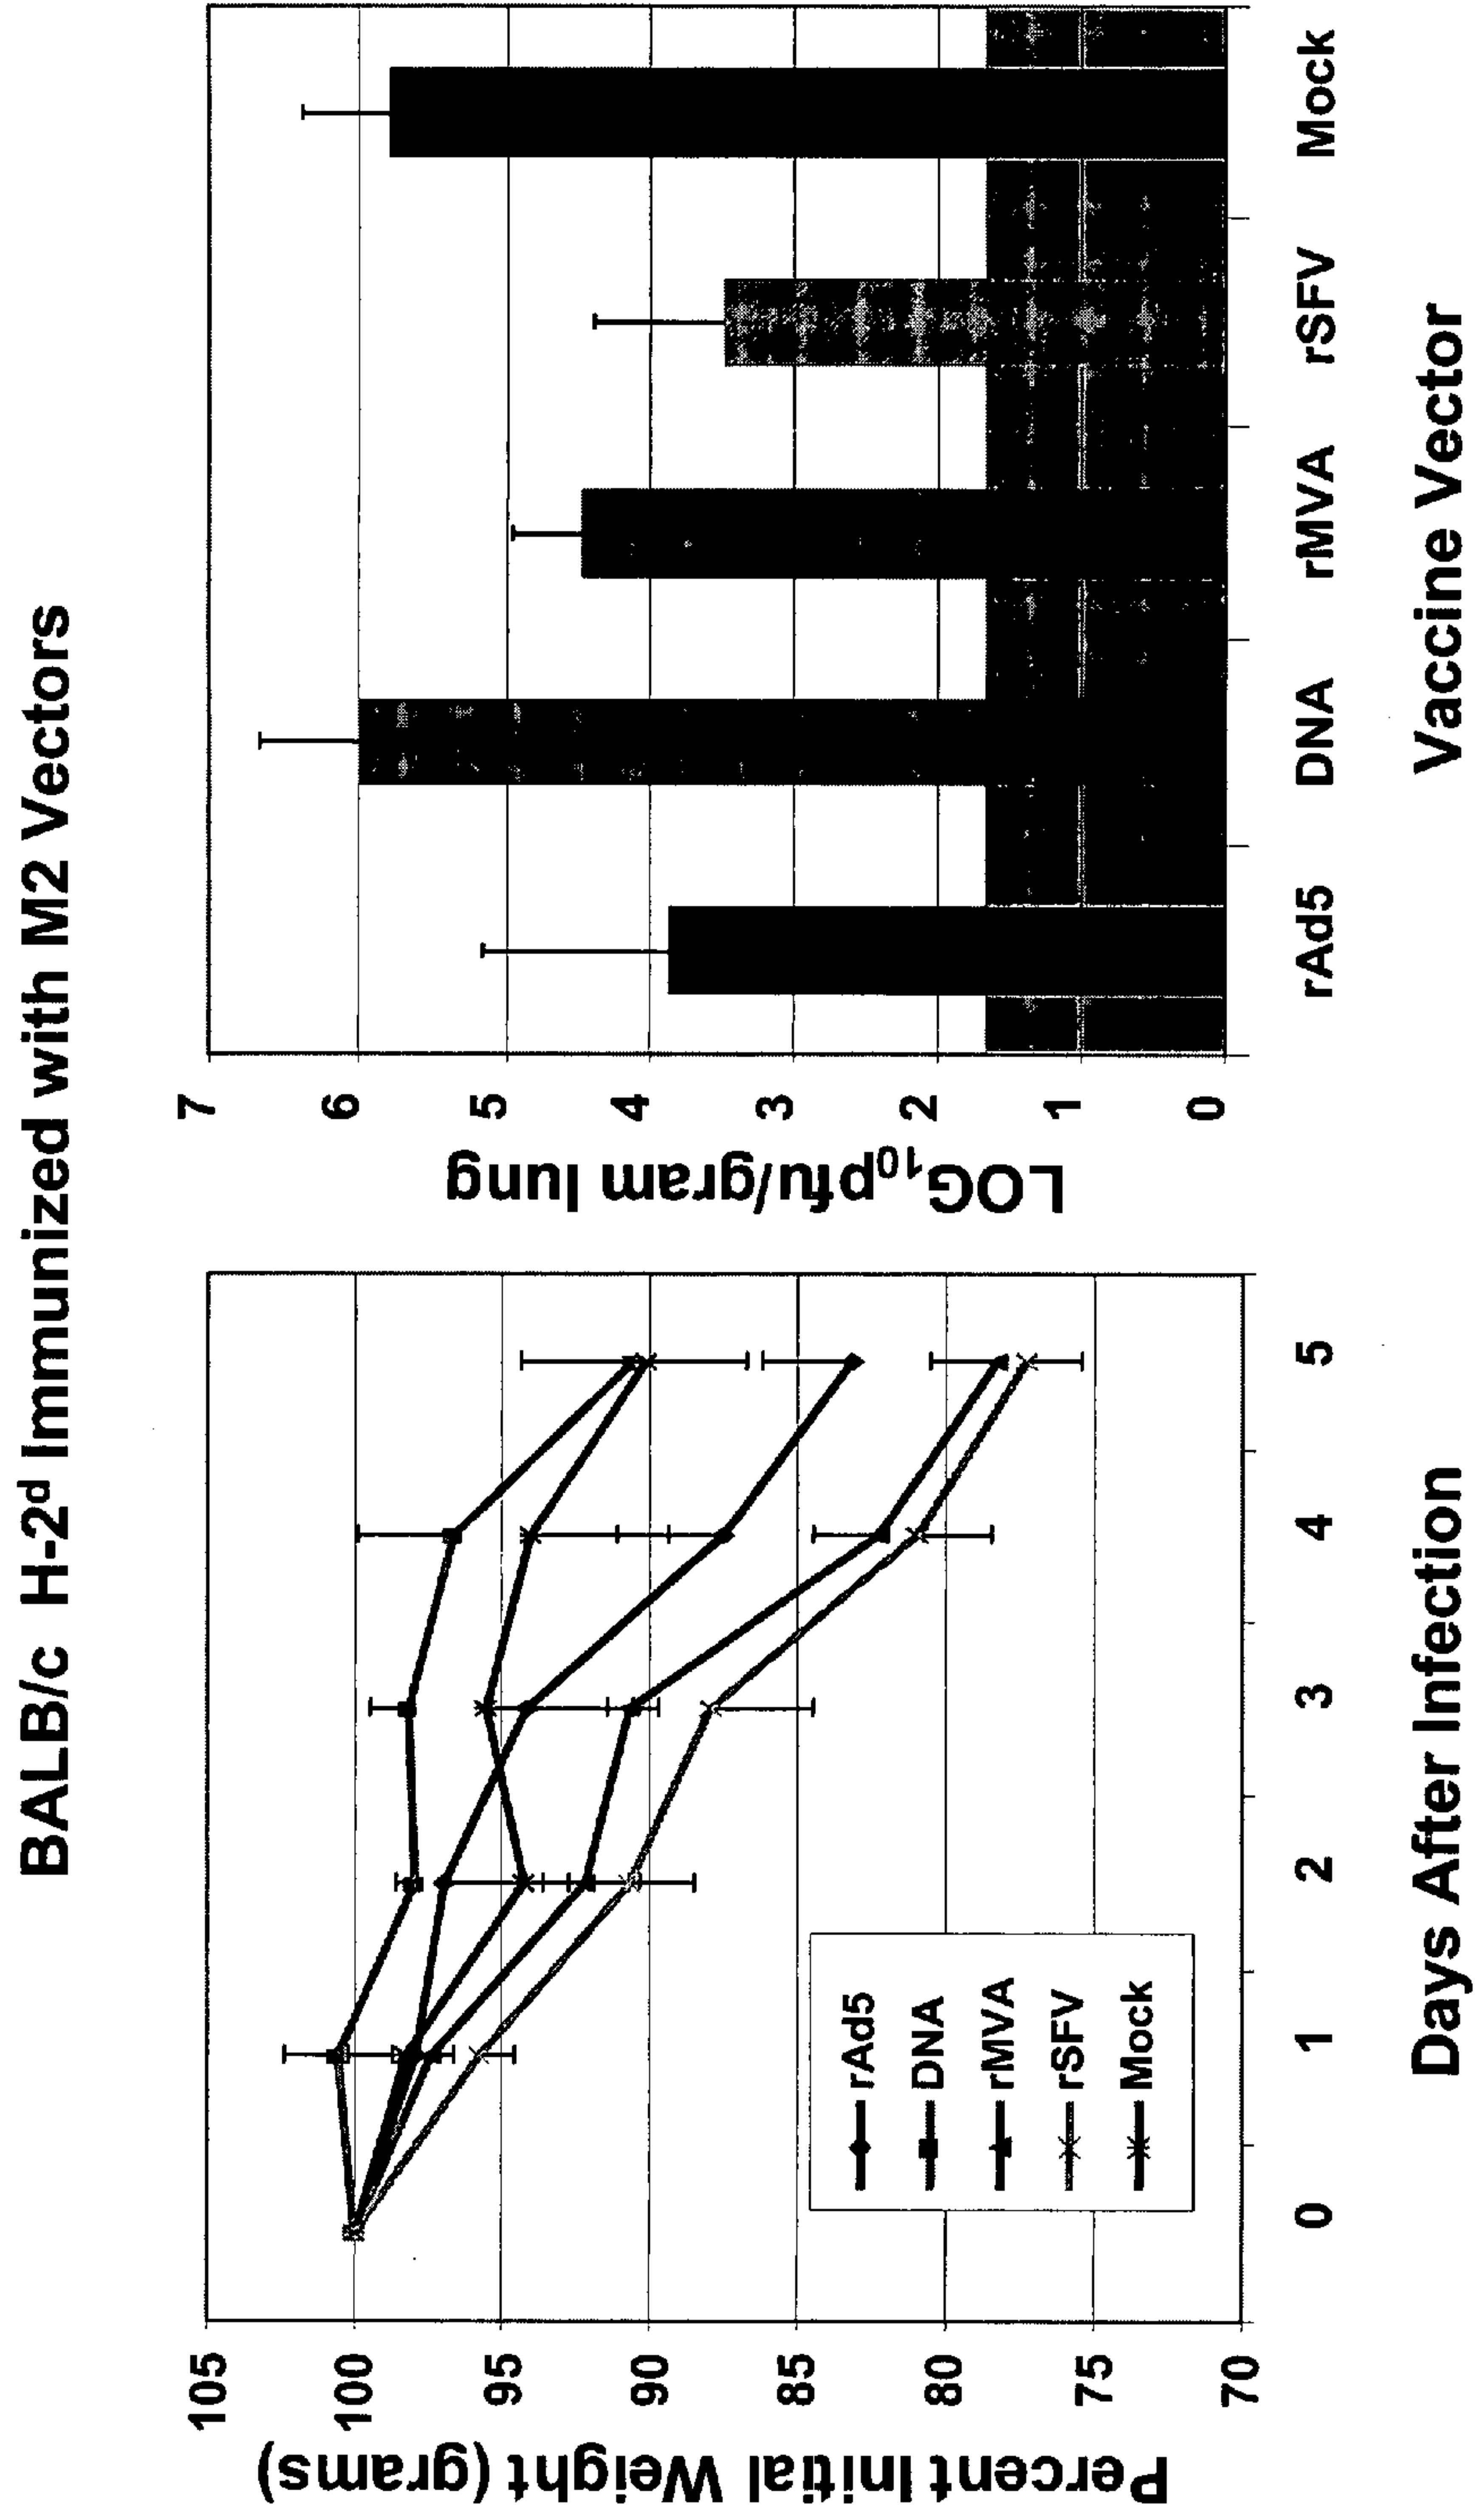 BALB/c H-2d Immunized with M2 Vectors
Percent Initial Weight (grams)
105
100
95
90
85
80
75
70
rAd5
DNA
rMVA
rSFV
Mock
0 1 2 3 4 5
Days After Infection
LOG10pfu/gram lung
7
6
5
4
3
2
1
0
rAd5 DNA rMVA rSFV Mock
Vaccine Vector